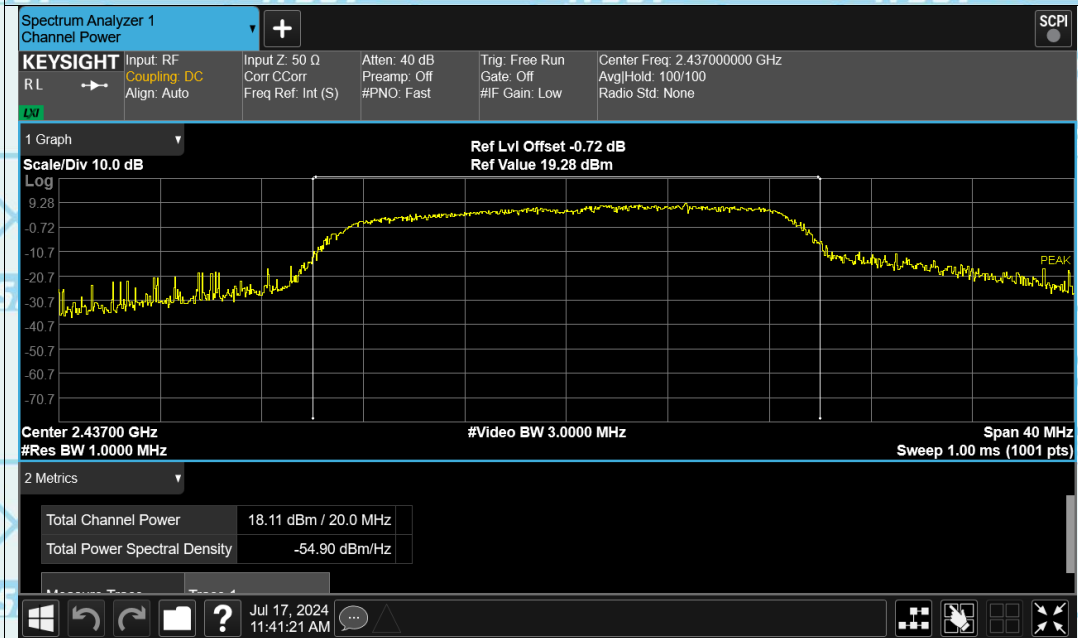 Spectrum Analyzer 1
Channel Power
+
SCPI
KEYSIGHT
R L
LXI
Input: RF
Coupling: DC
Align: Auto
Input Z: 50 Ω
Corr CCorr
Freq Ref: Int (S)
Atten: 40 dB
Preamp: Off
#PNO: Fast
Trig: Free Run
Gate: Off
#IF Gain: Low
Center Freq: 2.437000000 GHz
Avg|Hold: 100/100
Radio Std: None
1 Graph
Scale/Div 10.0 dB
Ref Lvl Offset -0.72 dB
Ref Value 19.28 dBm
Log
9.28
-0.72
-10.7
-20.7
-30.7
-40.7
-50.7
-60.7
-70.7
PEAK
Center 2.43700 GHz
#Video BW 3.0000 MHz
Span 40 MHz
#Res BW 1.0000 MHz
Sweep 1.00 ms (1001 pts)
2 Metrics
Total Channel Power 18.11 dBm / 20.0 MHz
Total Power Spectral Density -54.90 dBm/Hz
?
Jul 17, 2024
11:41:21 AM